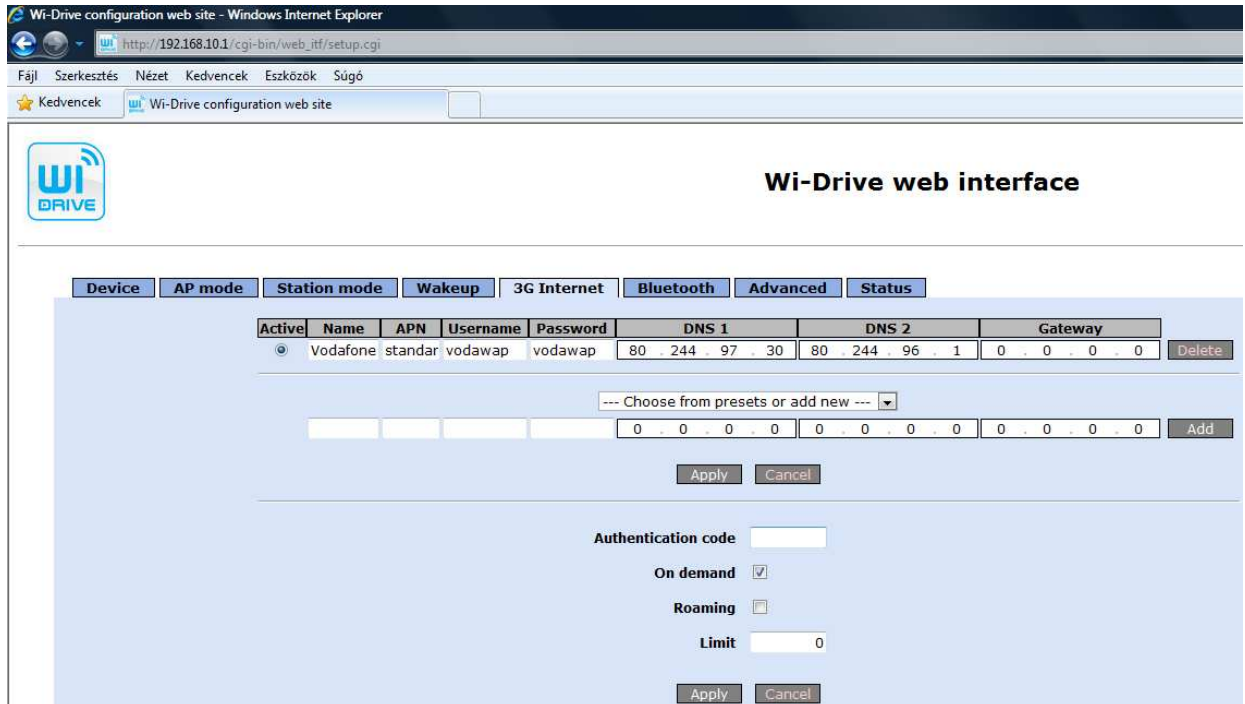 Wi-Drive configuration web site - Windows Internet Explorer
http://192.168.10.1/cgi-bin/web_itf/setup.cgi
Fájl Szerkesztés Nézet Kedvencek Eszközök Súgó
Kedvencek Wi-Drive configuration web site
Wi
DRIVE
Wi-Drive web interface
Device AP mode Station mode Wakeup 3G Internet Bluetooth Advanced Status
Active Name APN Username Password DNS 1 DNS 2 Gateway
Vodafone standar vodawap vodawap 80 . 244 . 97 . 30 80 . 244 . 96 . 1 0 . 0 . 0 . 0 Delete
--- Choose from presets or add new ---
0 . 0 . 0 . 0 0 . 0 . 0 . 0 0 . 0 . 0 . 0 Add
Apply Cancel
Authentication code
On demand
Roaming
Limit 0
Apply Cancel